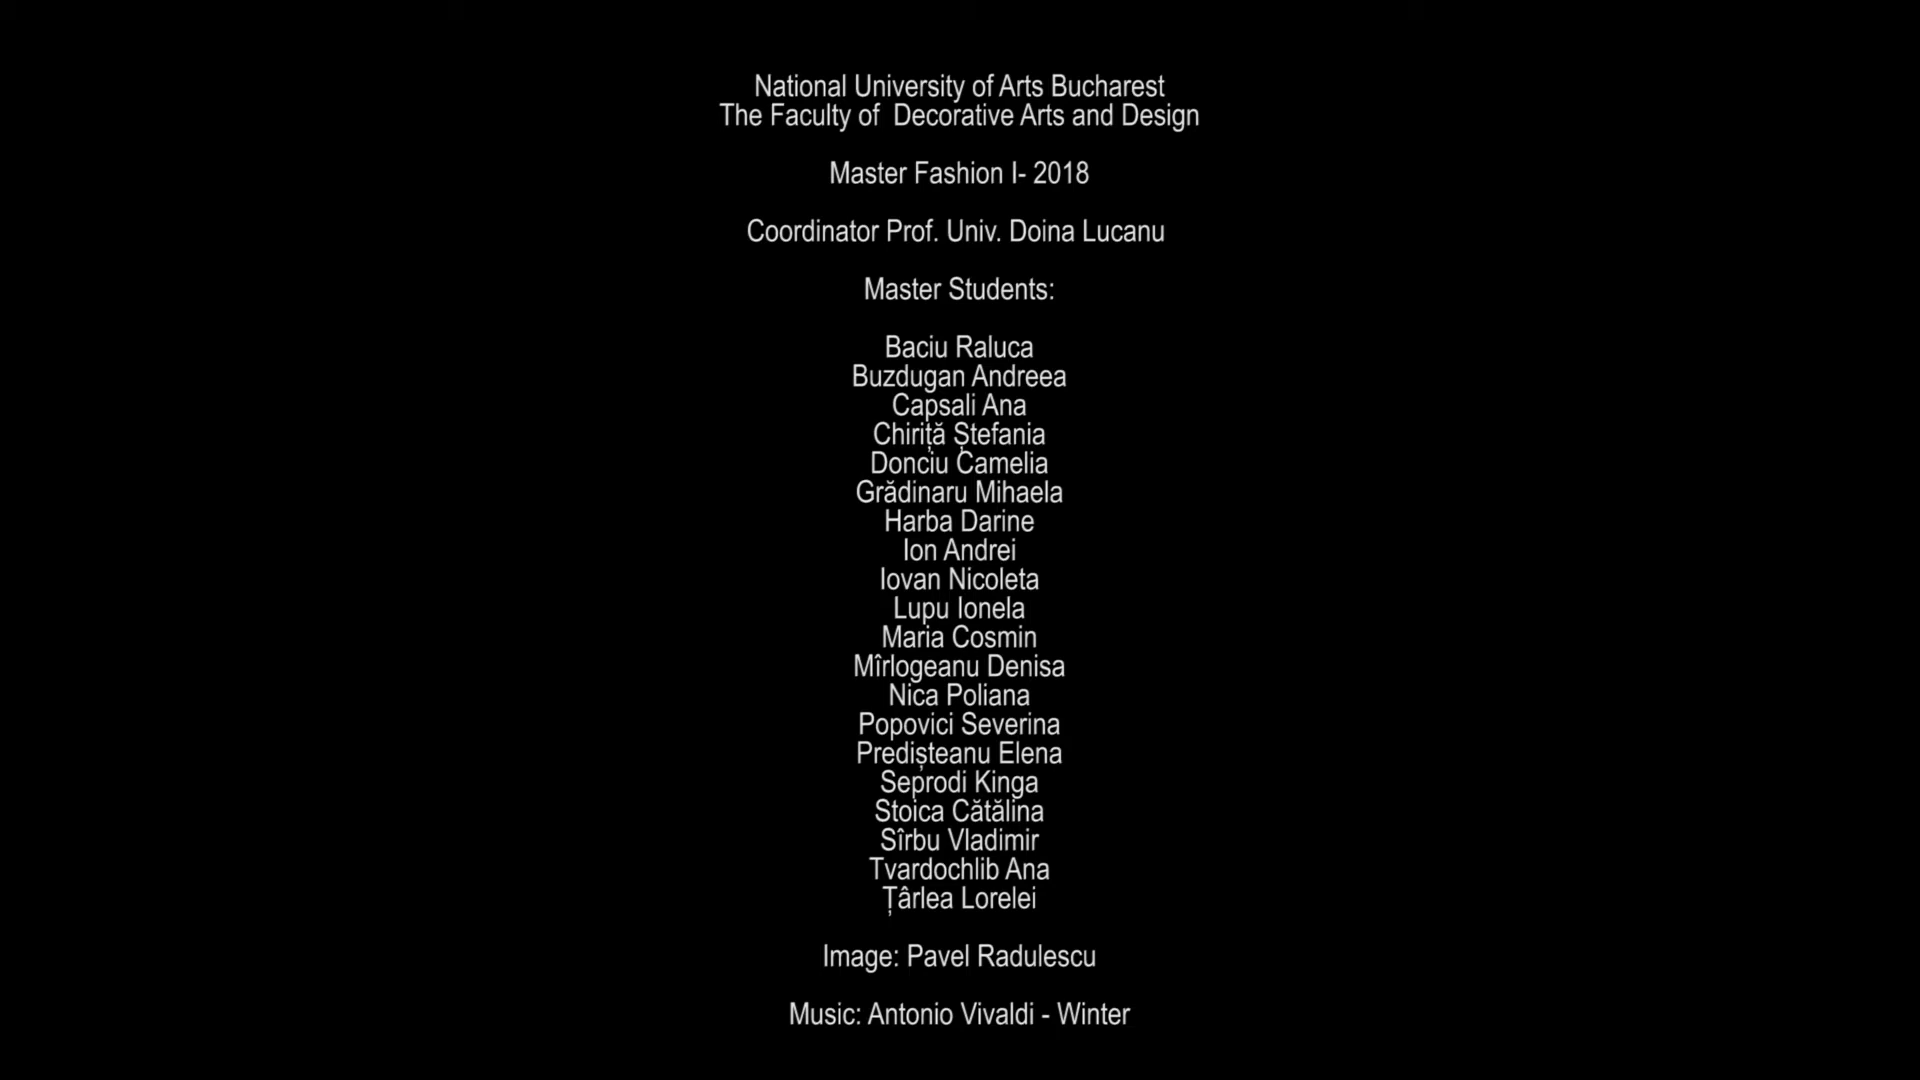 National University of Arts Bucharest
The Faculty of  Decorative Arts and Design
Master Fashion I- 2018
Coordinator Prof. Univ. Doina Lucanu
Master Students:
Baciu Raluca
Buzdugan Andreea
Capsali Ana
Chiriță Ștefania
Donciu Camelia
Grădinaru Mihaela
Harba Darine
Ion Andrei
Iovan Nicoleta
Lupu Ionela
Maria Cosmin
Mîrlogeanu Denisa
Nica Poliana
Popovici Severina
Predișteanu Elena
Seprodi Kinga
Stoica Cătălina
Sîrbu Vladimir
Tvardochlib Ana
Țârlea Lorelei
Image: Pavel Radulescu
Music: Antonio Vivaldi - Winter